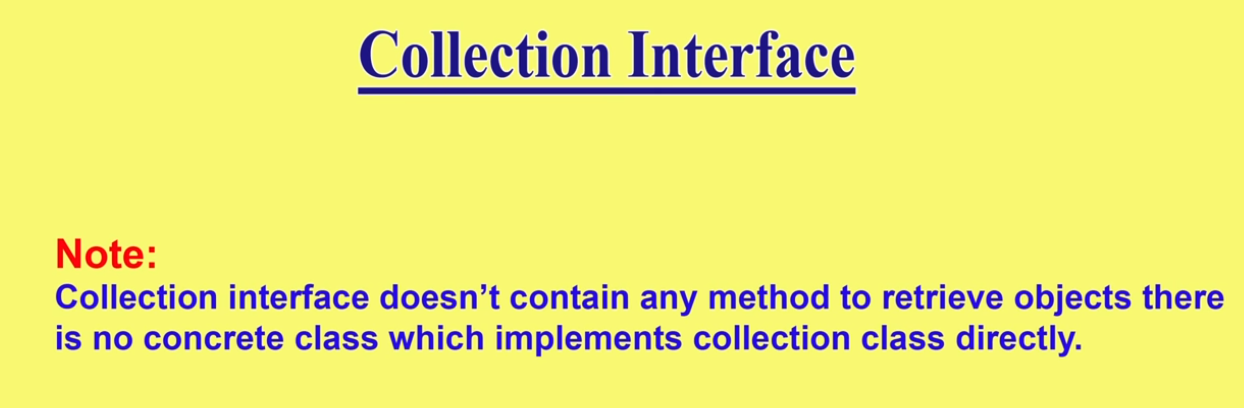 Collection Interface
Note:
Collection interface doesn’t contain any method to retrieve objects there
is no concrete class which implements collection class directly.